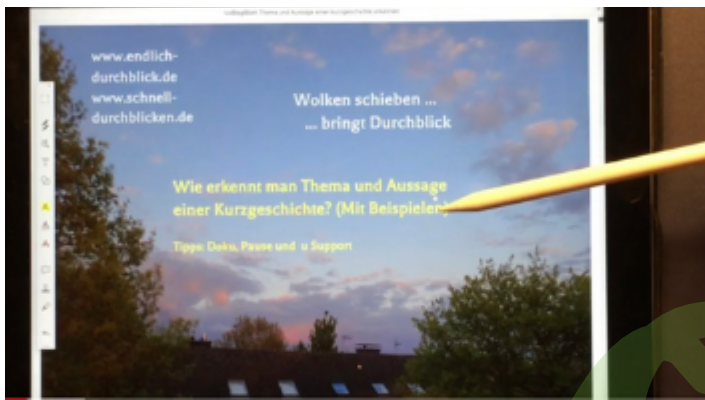 www.endlich-
durchblick.de
www.schnell-
durchblicken.de
Wolken schieben ...
.... bringt Durchblick
Wie erkennt man Thema und Aussage
einer Kurzgeschichte? (Mit Beispielen)
Tipps: Doku, Pause und u Support